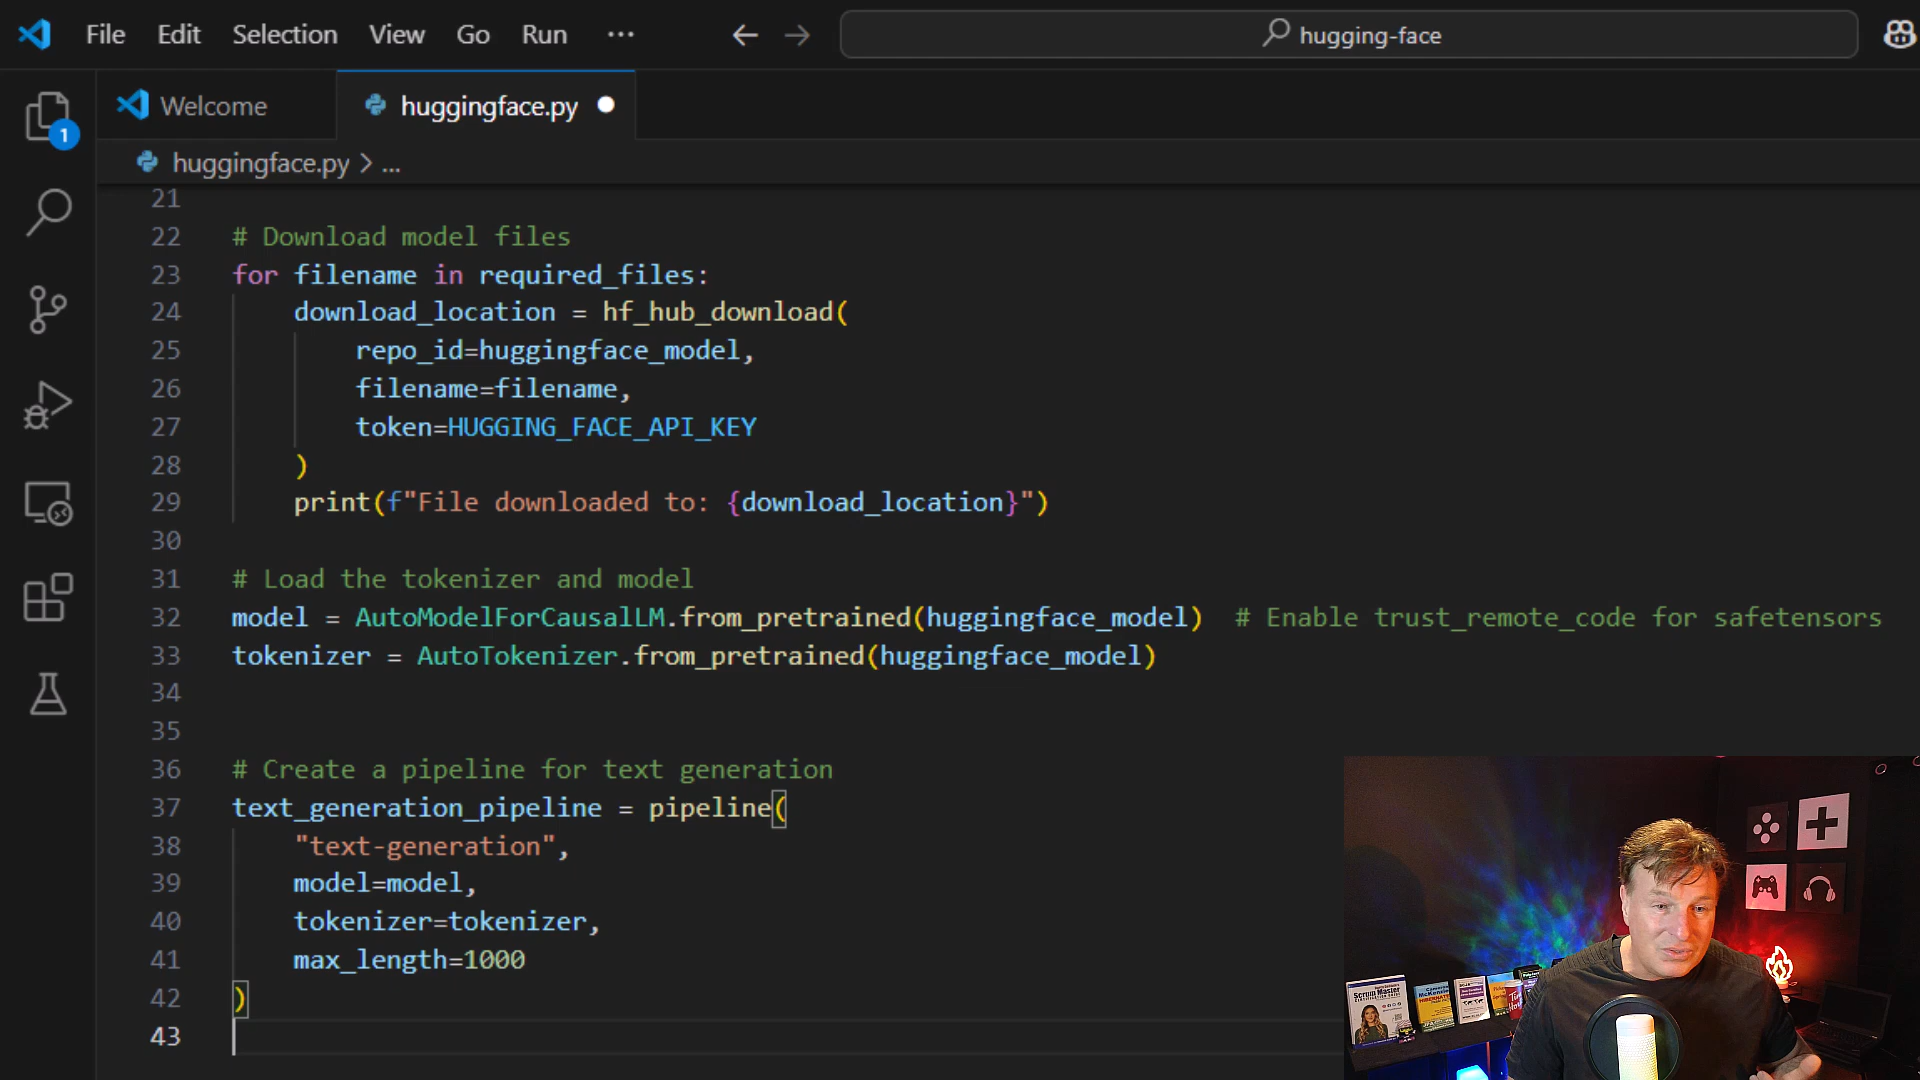 File Edit Selection View Go Run ... hugging-face
Welcome huggingface.py
1
huggingface.py > ...
21
22 # Download model files
23 for filename in required_files:
24 download_location = hf_hub_download(
25 repo_id=huggingface_model,
26 filename=filename,
27 token=HUGGING_FACE_API_KEY
28 )
29 print(f"File downloaded to: {download_location}")
30
31 # Load the tokenizer and model
32 model = AutoModelForCausalLM.from_pretrained(huggingface_model) # Enable trust_remote_code for safetensors
33 tokenizer = AutoTokenizer.from_pretrained(huggingface_model)
34
35
36 # Create a pipeline for text generation
37 text_generation_pipeline = pipeline(
38 "text-generation",
39 model=model,
40 tokenizer=tokenizer,
41 max_length=1000
42 )
43
Scrum Master